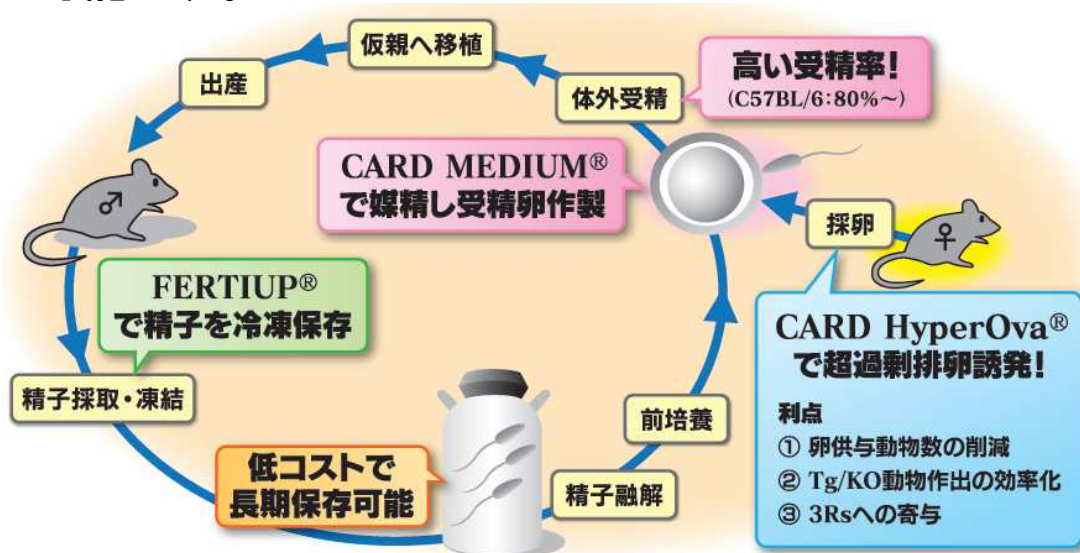 仮親へ移植
出産
体外受精
高い受精率!
(C57BL/6:80%~)
CARD MEDIUM®
で媒精し受精卵作製
採卵
♂
♀
FERTIUP®
で精子を冷凍保存
CARD HyperOva®
で超過剰排卵誘発!
利点
① 卵供与動物数の削減
② Tg/KO動物作出の効率化
③ 3Rsへの寄与
精子採取・凍結
低コストで
長期保存可能
前培養
精子融解